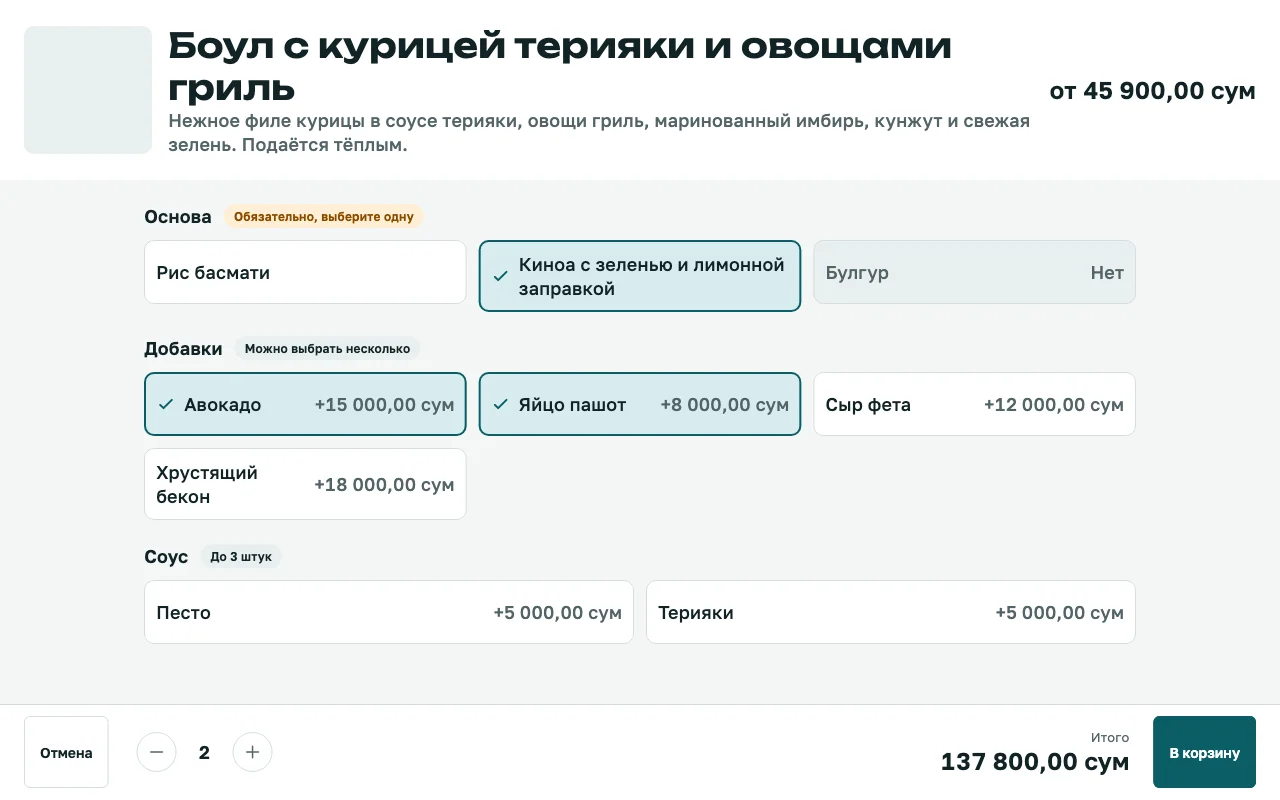 Боул с курицей терияки и овощами
гриль
от 45 900,00 сум
Нежное филе курицы в соусе терияки, овощи гриль, маринованный имбирь, кунжут и свежая
зелень. Подаётся тёплым.
Основа
Обязательно, выберите одну
Рис басмати
Киноа с зеленью и лимонной
заправкой
Булгур
Нет
Добавки
Можно выбрать несколько
Авокадо
+15 000,00 сум
Яйцо пашот
+8 000,00 сум
Сыр фета
+12 000,00 сум
Хрустящий
бекон
+18 000,00 сум
Соус
До 3 штук
Песто
+5 000,00 сум
Терияки
+5 000,00 сум
Отмена
2
Итого
137 800,00 сум
В корзину